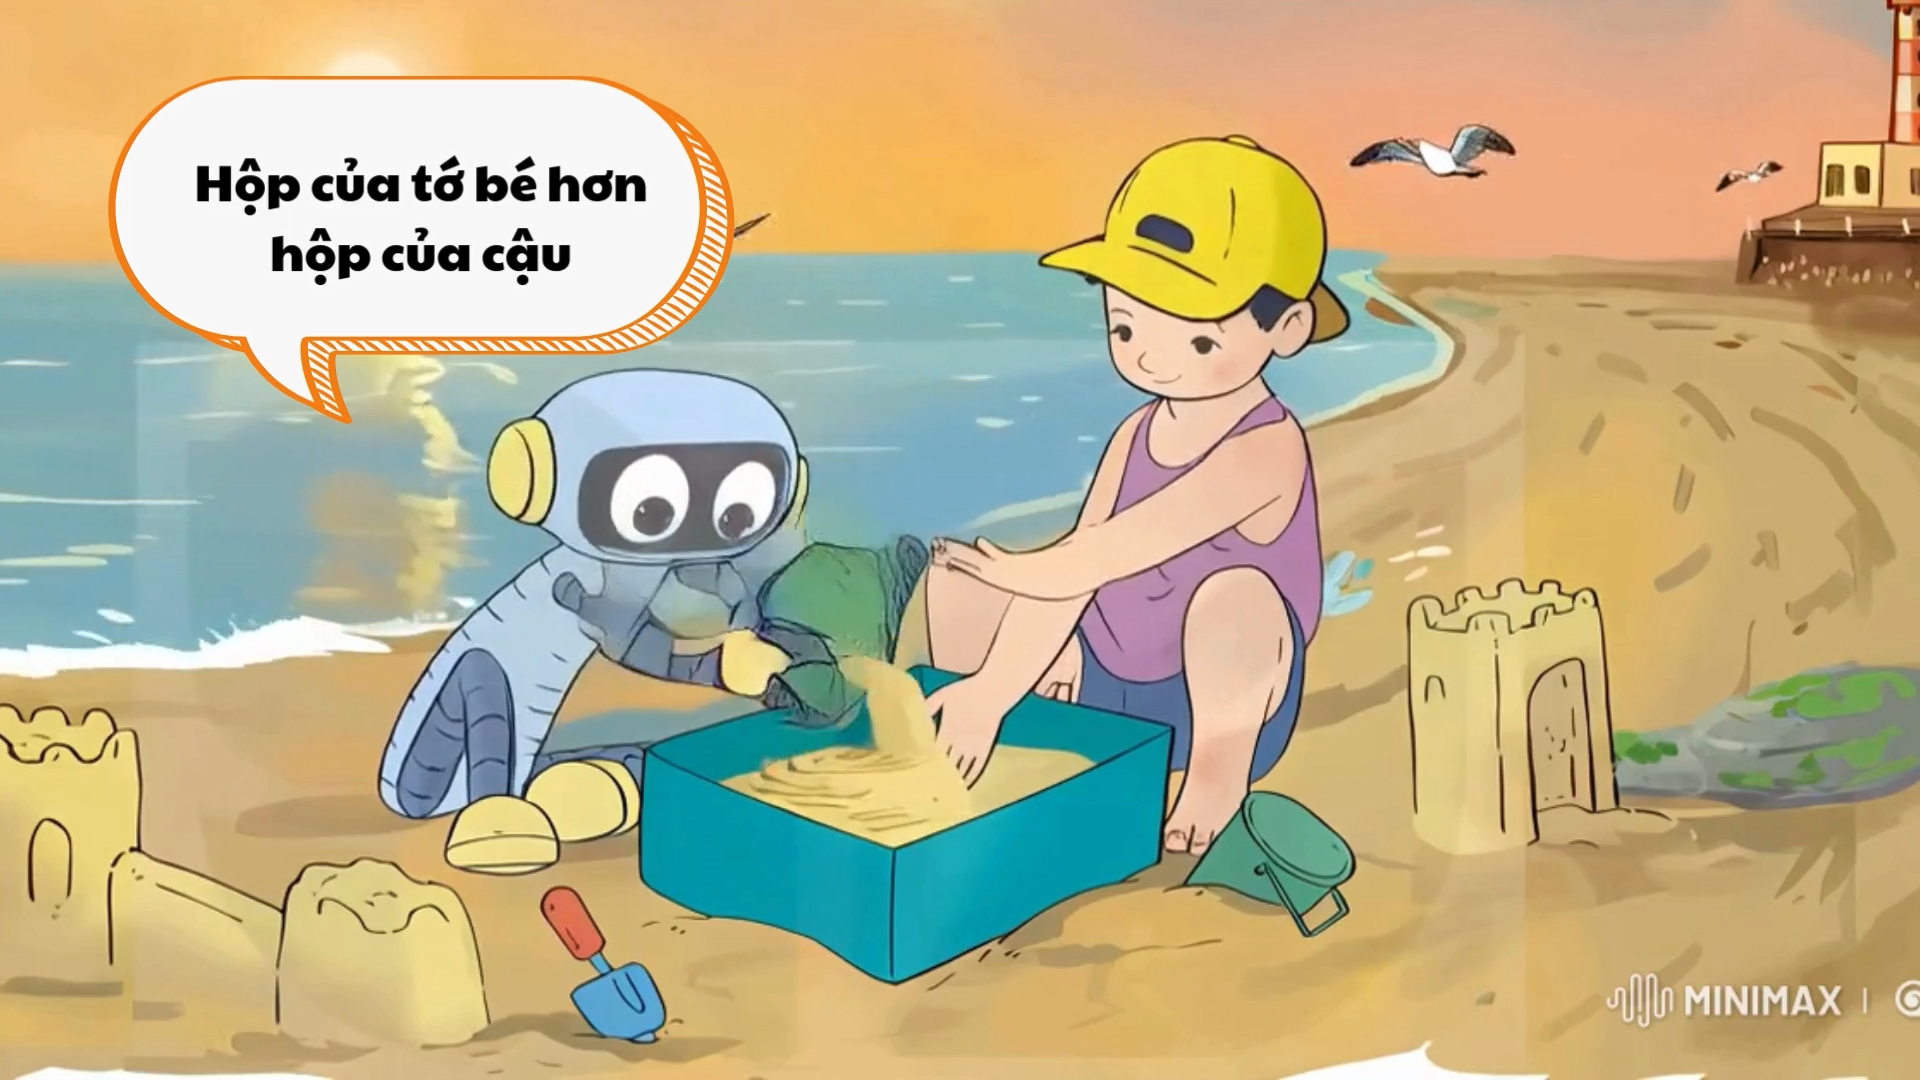 Hộp của tớ bé hơn
hộp của cậu
MINIMAX